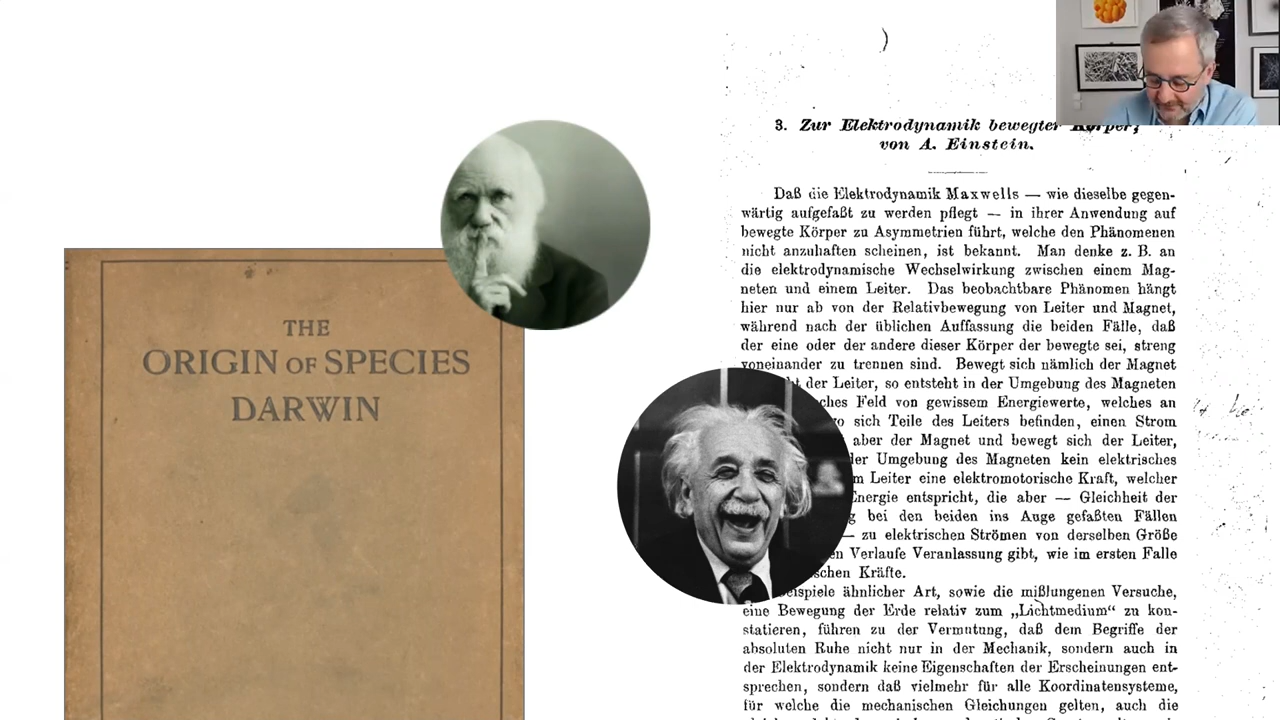 THE
ORIGIN OF SPECIES
DARWIN
3. Zur Elektrodynamik bewegter Körper;
von A. Einstein.
Daß die Elektrodynamik Maxwells — wie dieselbe gegen-
wärtig aufgefaßt zu werden pflegt — in ihrer Anwendung auf
bewegte Körper zu Asymmetrien führt, welche den Phänomenen
nicht anzuhaften scheinen, ist bekannt. Man denke z. B. an
die elektrodynamische Wechselwirkung zwischen einem Mag-
neten und einem Leiter. Das beobachtbare Phänomen hängt
hier nur ab von der Relativbewegung von Leiter und Magnet,
während nach der üblichen Auffassung die beiden Fälle, daß
der eine oder der andere dieser Körper der bewegte sei, streng
voneinander zu trennen sind. Bewegt sich nämlich der Magnet
der Leiter, so entsteht in der Umgebung des Magneten
ches Feld von gewissem Energiewerte, welches an
o sich Teile des Leiters befinden, einen Strom
aber der Magnet und bewegt sich der Leiter,
der Umgebung des Magneten kein elektrisches
m Leiter eine elektromotorische Kraft, welcher
Energie entspricht, die aber — Gleichheit der
g bei den beiden ins Auge gefaßten Fällen
— zu elektrischen Strömen von derselben Größe
en Verlaufe Veranlassung gibt, wie im ersten Falle
schen Kräfte.
eispiele ähnlicher Art, sowie die mißlungenen Versuche,
eine Bewegung der Erde relativ zum „Lichtmedium“ zu kon-
statieren, führen zu der Vermutung, daß dem Begriffe der
absoluten Ruhe nicht nur in der Mechanik, sondern auch in
der Elektrodynamik keine Eigenschaften der Erscheinungen ent-
sprechen, sondern daß vielmehr für alle Koordinatensysteme,
für welche die mechanischen Gleichungen gelten, auch die